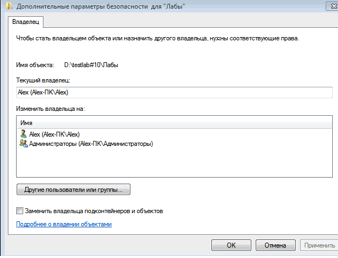 Дополнительные параметры безопасности для "Лабы"
Владелец
Чтобы стать владельцем объекта или назначить другого владельца, нужны соответствующие права.
Имя объекта: D:\testlab#10\Лабы
Текущий владелец:
Alex (Alex-ПК\Alex)
Изменить владельца на:
Имя
Alex (Alex-ПК\Alex)
Администраторы (Alex-ПК\Администраторы)
Другие пользователи или группы...
Заменить владельца подконтейнеров и объектов
Подробнее о владении объектами
ОК Отмена Применить